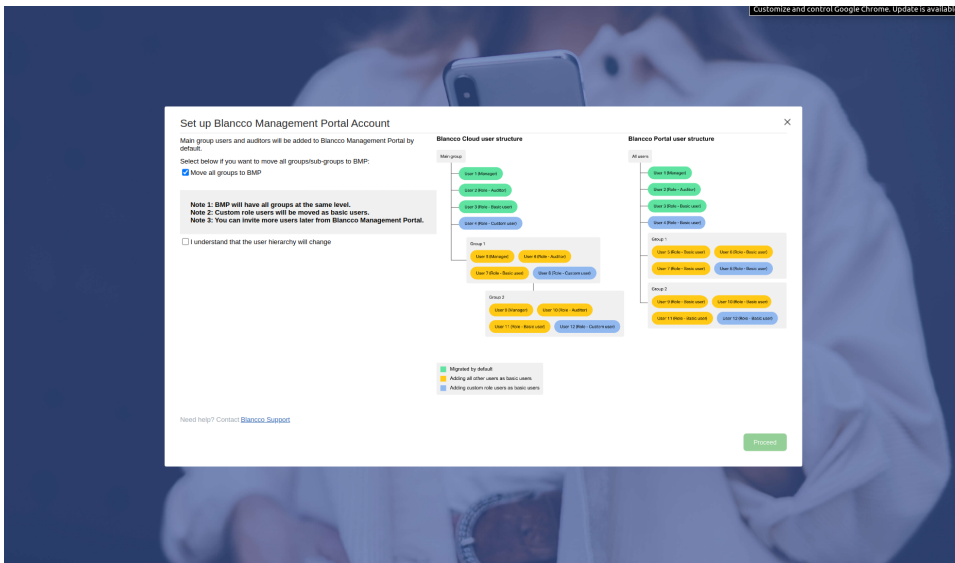 Customize and control Google Chrome. Update is available
Set up Blancco Management Portal Account
Main group users and auditors will be added to Blancco Management Portal by
default.
Select below if you want to move all groups/sub-groups to BMP:
Move all groups to BMP
Note 1: BMP will have all groups at the same level.
Note 2: Custom role users will be moved as basic users.
Note 3: You can invite more users later from Blancco Management Portal.
I understand that the user hierarchy will change
Blancco Cloud user structure
Main group
User 1 (Manager)
User 2 (Role - Auditor)
User 3 (Role - Basic user)
User 4 (Role - Custom user)
Group 1
User 5 (Manager) User 6 (Role - Auditor)
User 7 (Role - Basic user) User 8 (Role - Custom user)
Group 2
User 9 (Manager) User 10 (Role - Auditor)
User 11 (Role - Basic user) User 12 (Role - Custom user)
Migrated by default
Adding all other users as basic users
Adding custom role users as basic users
Blancco Portal user structure
All users
User 1 (Manager)
User 2 (Role - Auditor)
User 3 (Role - Basic user)
User 4 (Role - Basic user)
Group 1
User 5 (Role - Basic user) User 6 (Role - Basic user)
User 7 (Role - Basic user) User 8 (Role - Basic user)
Group 2
User 9 (Role - Basic user) User 10 (Role - Basic user)
User 11 (Role - Basic user) User 12 (Role - Basic user)
Need help? Contact Blancco Support
Proceed